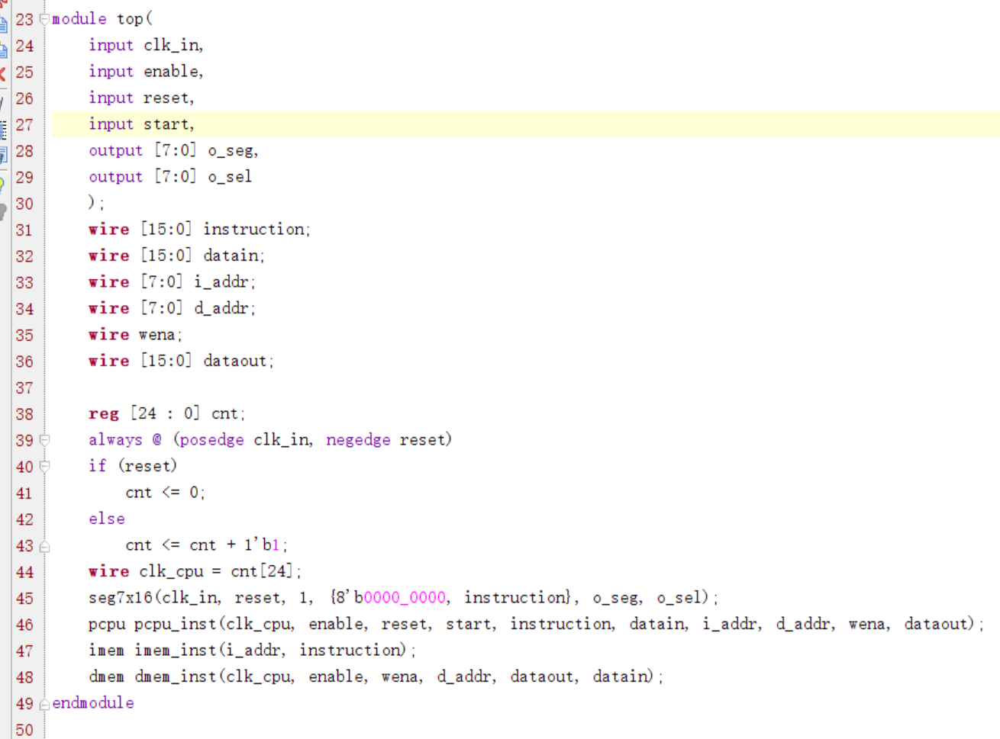 23 module top(
24 input clk_in,
25 input enable,
26 input reset,
27 input start,
28 output [7:0] o_seg,
29 output [7:0] o_sel
30 );
31 wire [15:0] instruction;
32 wire [15:0] datain;
33 wire [7:0] i_addr;
34 wire [7:0] d_addr;
35 wire wena;
36 wire [15:0] dataout;
37
38 reg [24 : 0] cnt;
39 always @ (posedge clk_in, negedge reset)
40 if (reset)
41 cnt <= 0;
42 else
43 cnt <= cnt + 1'b1;
44 wire clk_cpu = cnt[24];
45 seg7x16(clk_in, reset, 1, {8'b0000_0000, instruction}, o_seg, o_sel);
46 pcpu pcpu_inst(clk_cpu, enable, reset, start, instruction, datain, i_addr, d_addr, wena, dataout);
47 imem imem_inst(i_addr, instruction);
48 dmem dmem_inst(clk_cpu, enable, wena, d_addr, dataout, datain);
49 endmodule
50